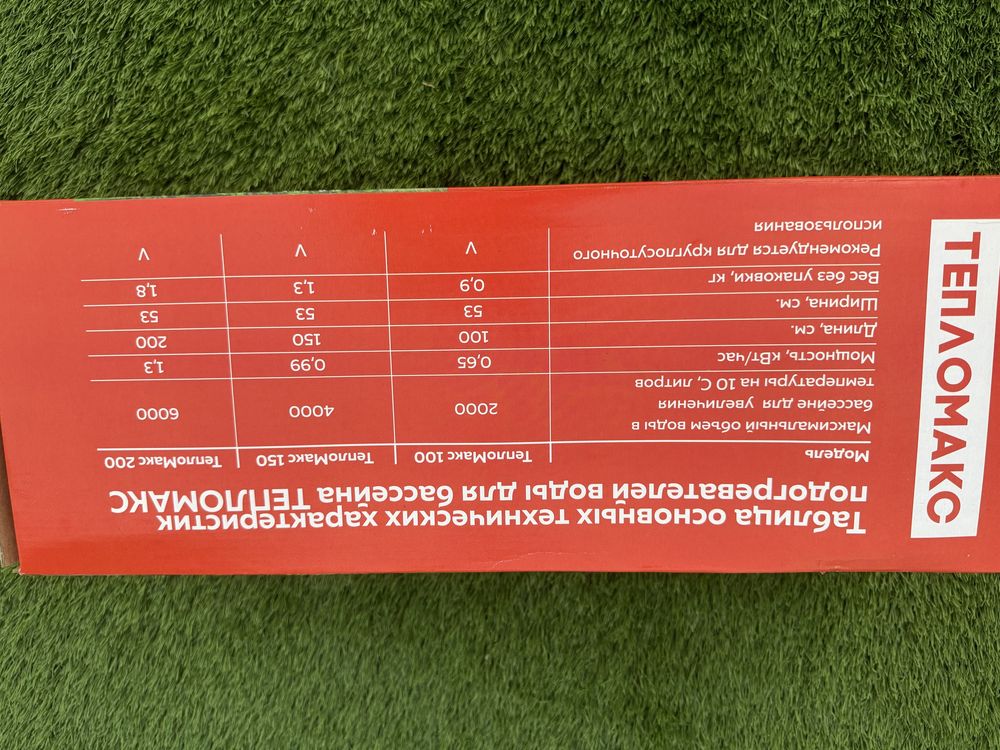 ТЕПЛОМАКС
Таблица основных технических характеристик
подогревателей воды для бассейна ТЕПЛОМАКС
Модель ТеплоМакс 100 ТеплоМакс 150 ТеплоМакс 200
Максимальный объем воды в
бассейне для увеличения 2000 4000 6000
температуры на 10 С, литров
Мощность, кВт/час 0,65 0,99 1,3
Длина, см. 100 150 200
Ширина, см. 53 53 53
Вес без упаковки, кг 0,9 1,3 1,8
Рекомендуется для круглосуточного V V V
использования